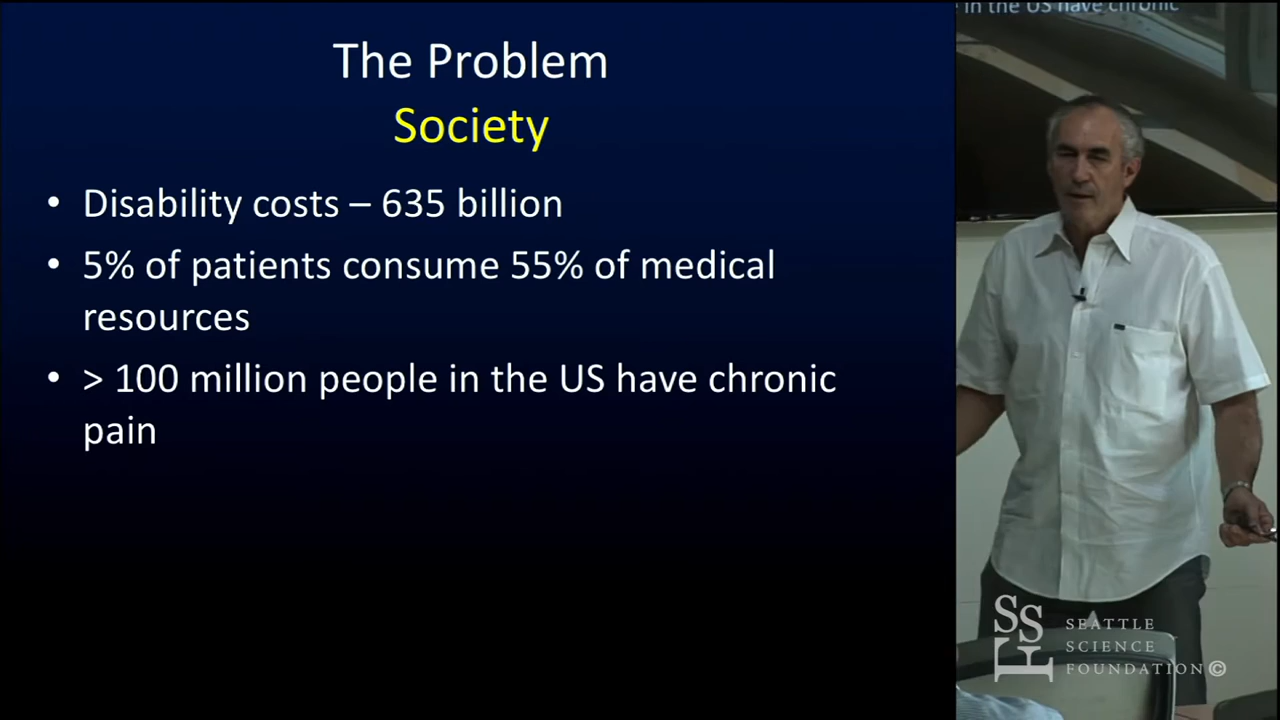 The Problem
Society
• Disability costs – 635 billion
• 5% of patients consume 55% of medical
resources
• > 100 million people in the US have chronic
pain
in the US have chronic
SSF
SEATTLE
SCIENCE
FOUNDATION©